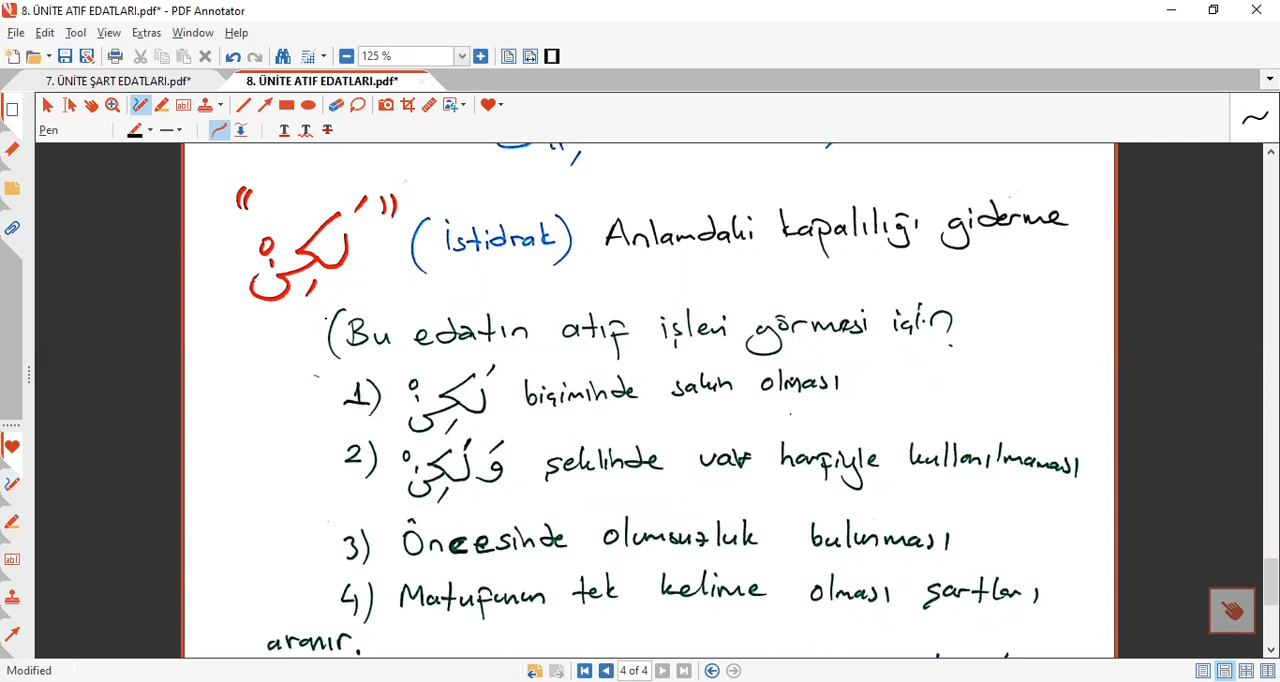 8. ÜNİTE ATIF EDATLARI.pdf* - PDF Annotator
File Edit Tool View Extras Window Help
125 %
7. ÜNİTE ŞART EDATLARI.pdf* 8. ÜNİTE ATIF EDATLARI.pdf*
Pen
"لَكِنْ" (İstidrak) Anlamdaki kapalılığı giderme
(Bu edatın atıf işlevi görmesi için
1) لَكِنْ biçiminde sakin olması
2) وَلَكِنْ şeklinde vav harfiyle kullanılmaması
3) Öncesinde olumsuzluk bulunması
4) Matufunun tek kelime olması şartları
aranır.
Modified 4 of 4